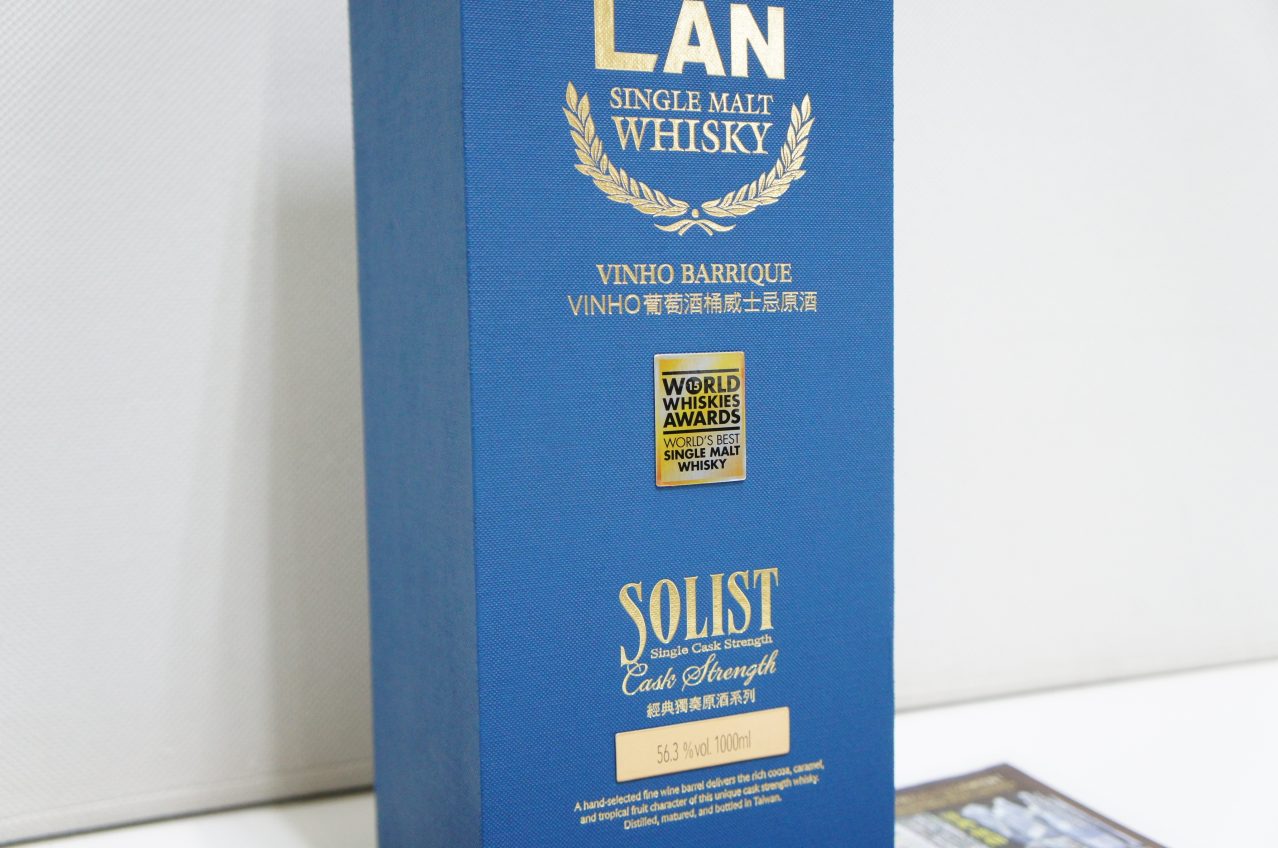 LAN
SINGLE MALT
WHISKY
VINHO BARRIQUE
VINHO葡萄酒桶威士忌原酒
WORLD
15
WHISKIES
AWARDS
WORLD'S BEST
SINGLE MALT
WHISKY
SOLIST
Single Cask Strength
Cask Strength
經典獨奏原酒系列
56.3 %vol. 1000ml
A hand-selected fine wine barrel delivers the rich cocoa, caramel,
and tropical fruit character of this unique cask strength whisky.
Distilled, matured, and bottled in Taiwan.